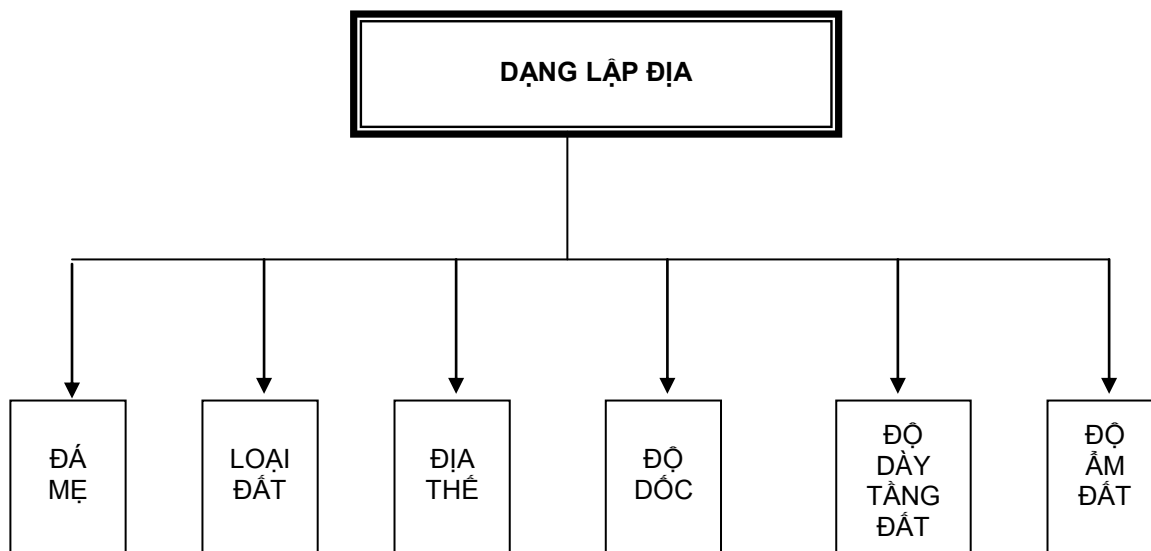 DẠNG LẬP ĐỊA
ĐÁ
MẸ
LOẠI
ĐẤT
ĐỊA
THẾ
ĐỘ
DỐC
ĐỘ
DÀY
TẦNG
ĐẤT
ĐỘ
ẨM
ĐẤT